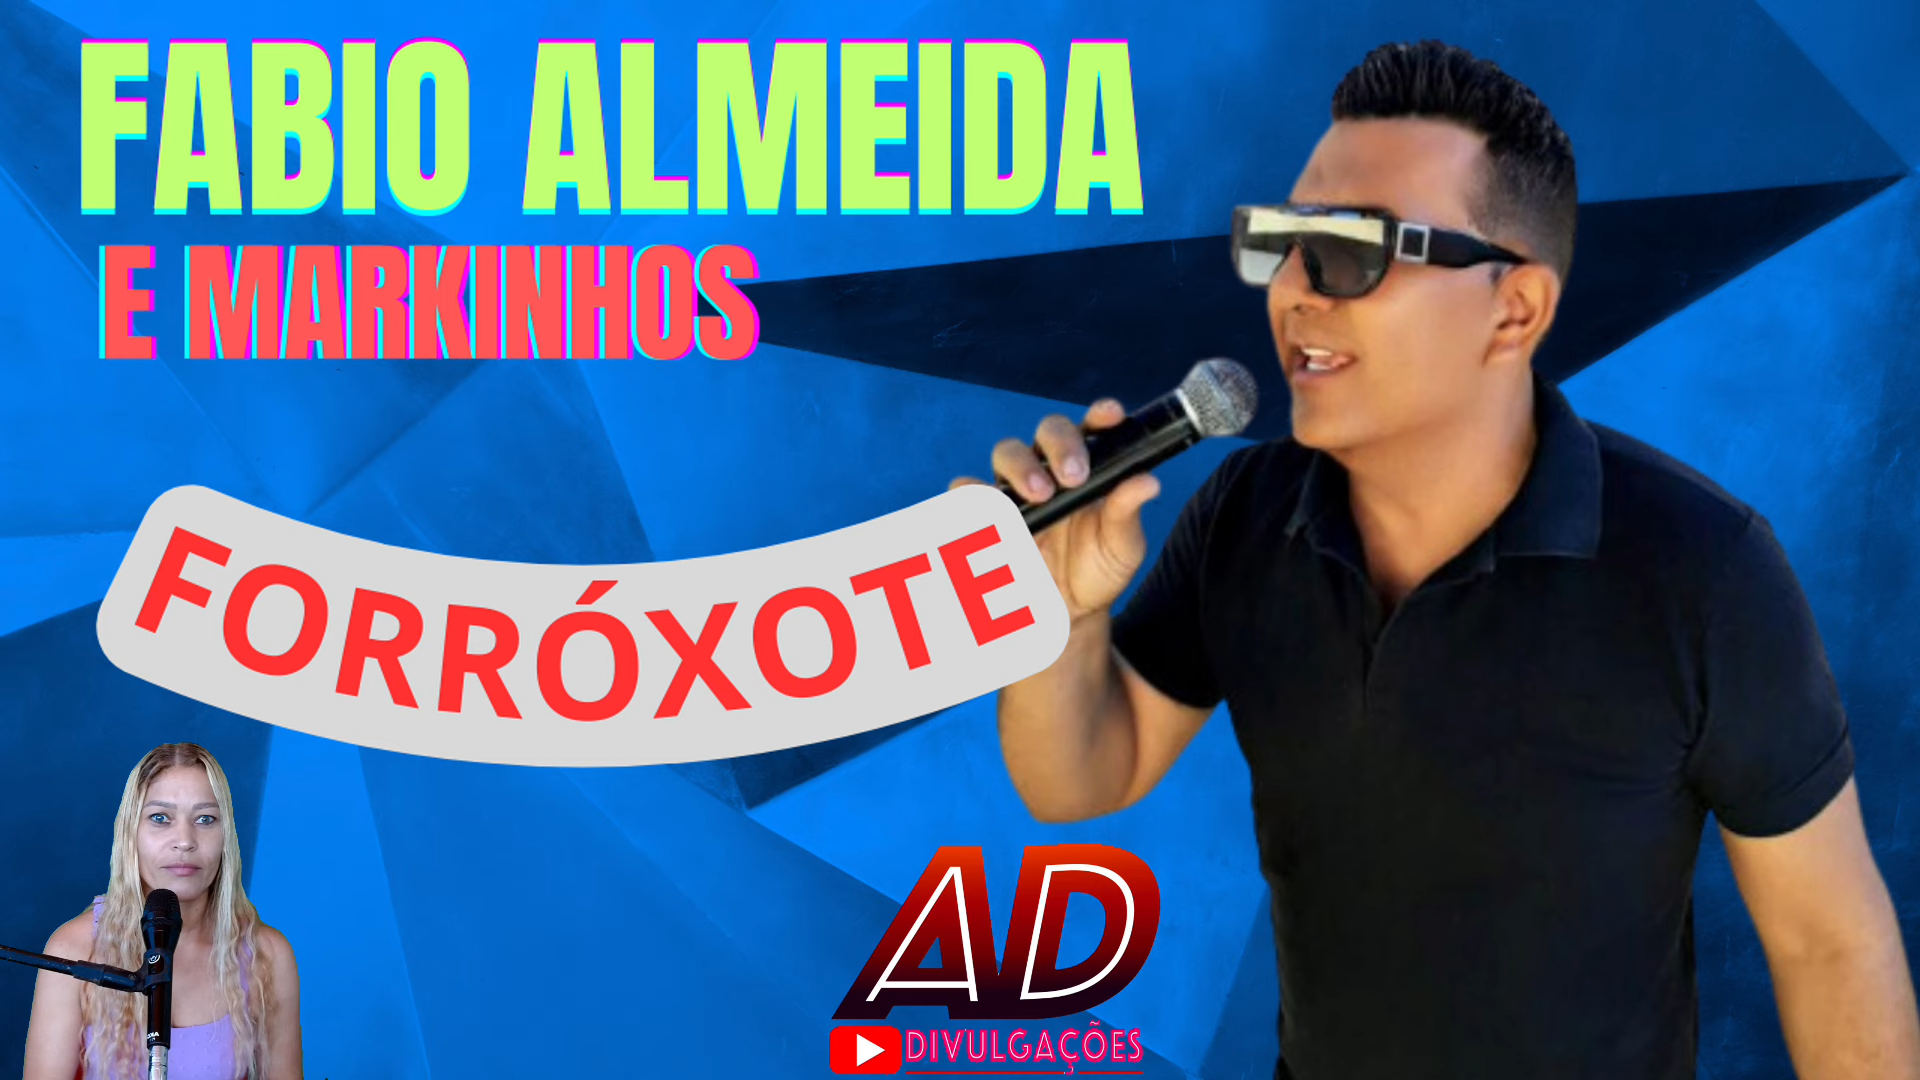 FABIO ALMEIDA
E MARKINHOS
FORRÓXOTE
AD
DIVULGAÇÕES